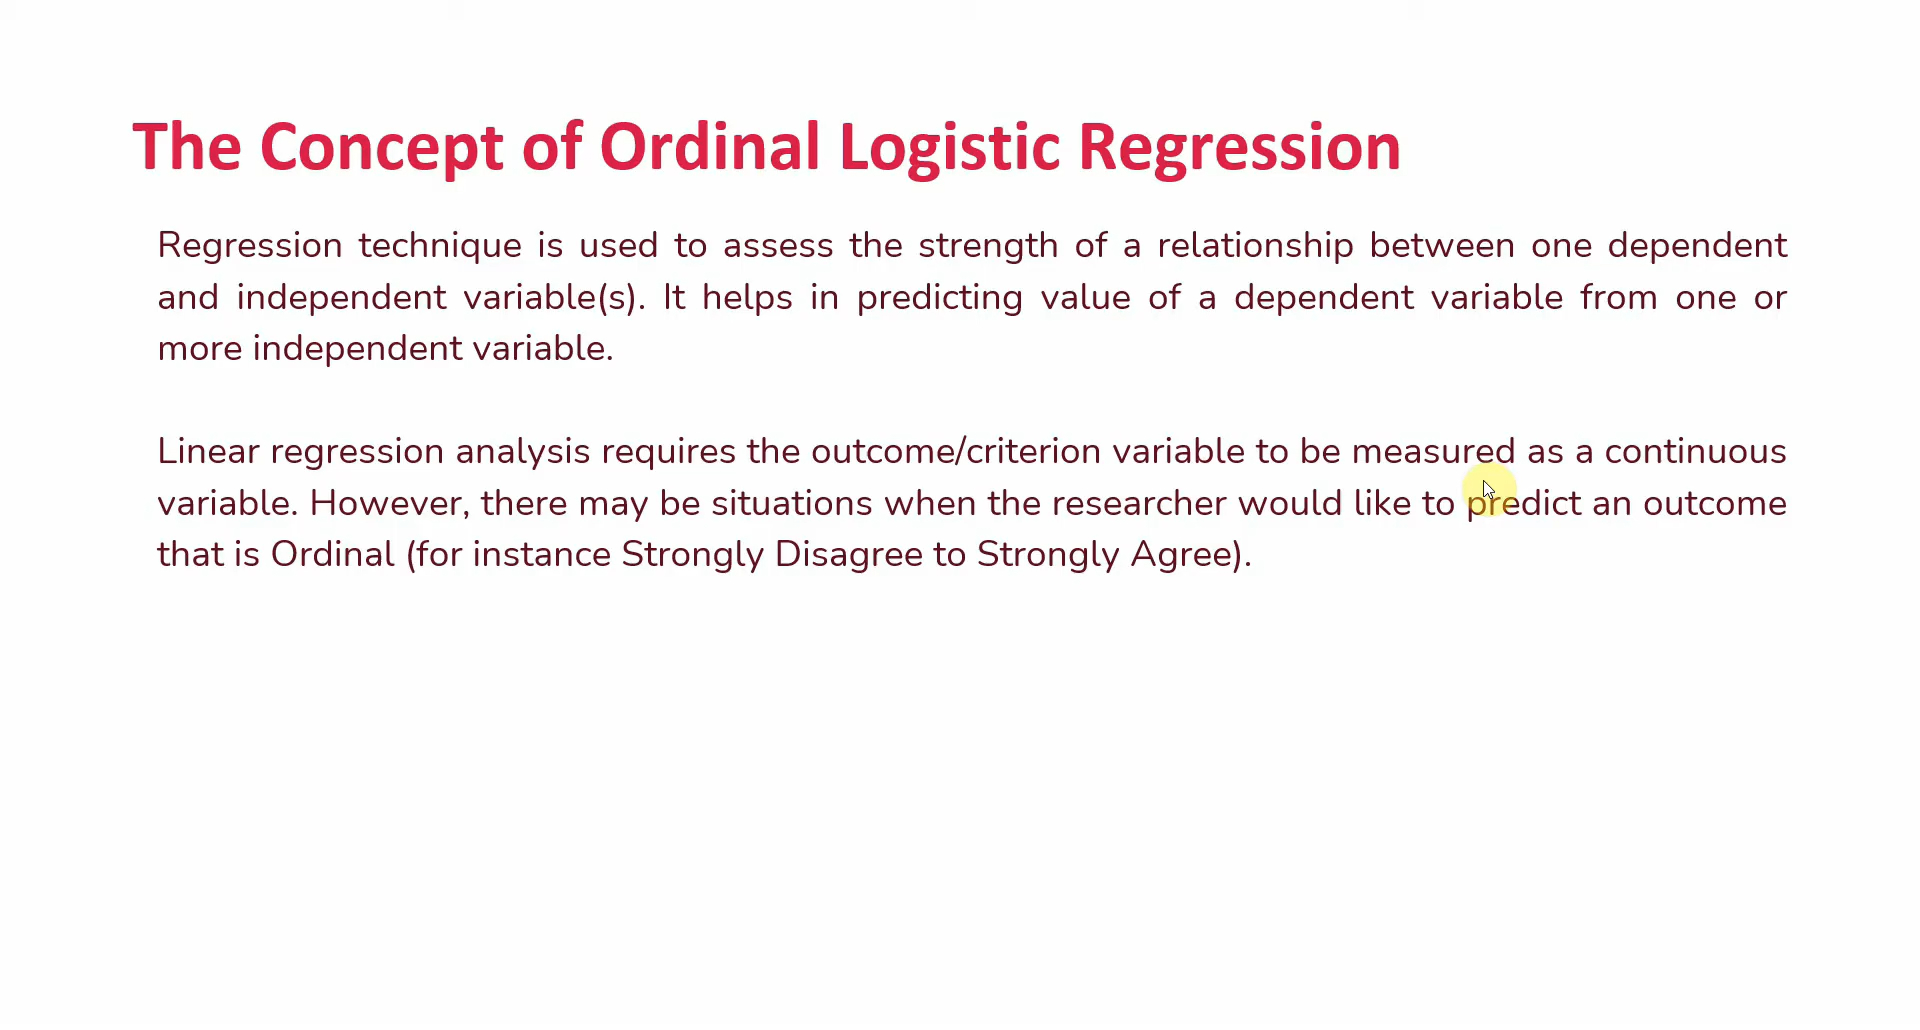 The Concept of Ordinal Logistic Regression
Regression technique is used to assess the strength of a relationship between one dependent
and independent variable(s). It helps in predicting value of a dependent variable from one or
more independent variable.
Linear regression analysis requires the outcome/criterion variable to be measured as a continuous
variable. However, there may be situations when the researcher would like to predict an outcome
that is Ordinal (for instance Strongly Disagree to Strongly Agree).